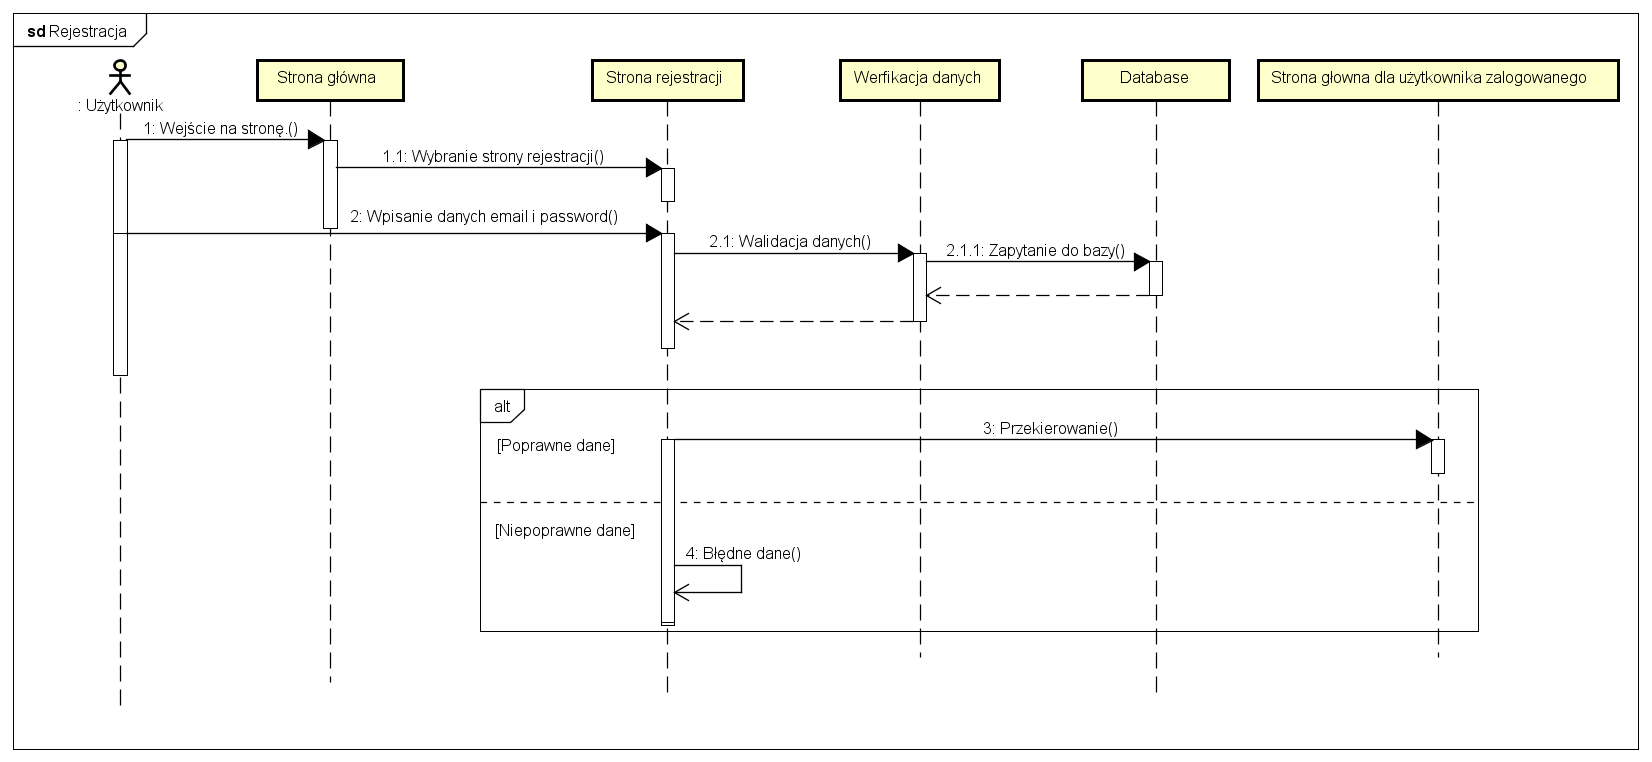 sd Rejestracja
: Użytkownik
Strona główna
Strona rejestracji
Werfikacja danych
Database
Strona głowna dla użytkownika zalogowanego
1: Wejście na stronę.()
1.1: Wybranie strony rejestracji()
2: Wpisanie danych email i password()
2.1: Walidacja danych()
2.1.1: Zapytanie do bazy()
alt
[Poprawne dane]
3: Przekierowanie()
[Niepoprawne dane]
4: Błędne dane()